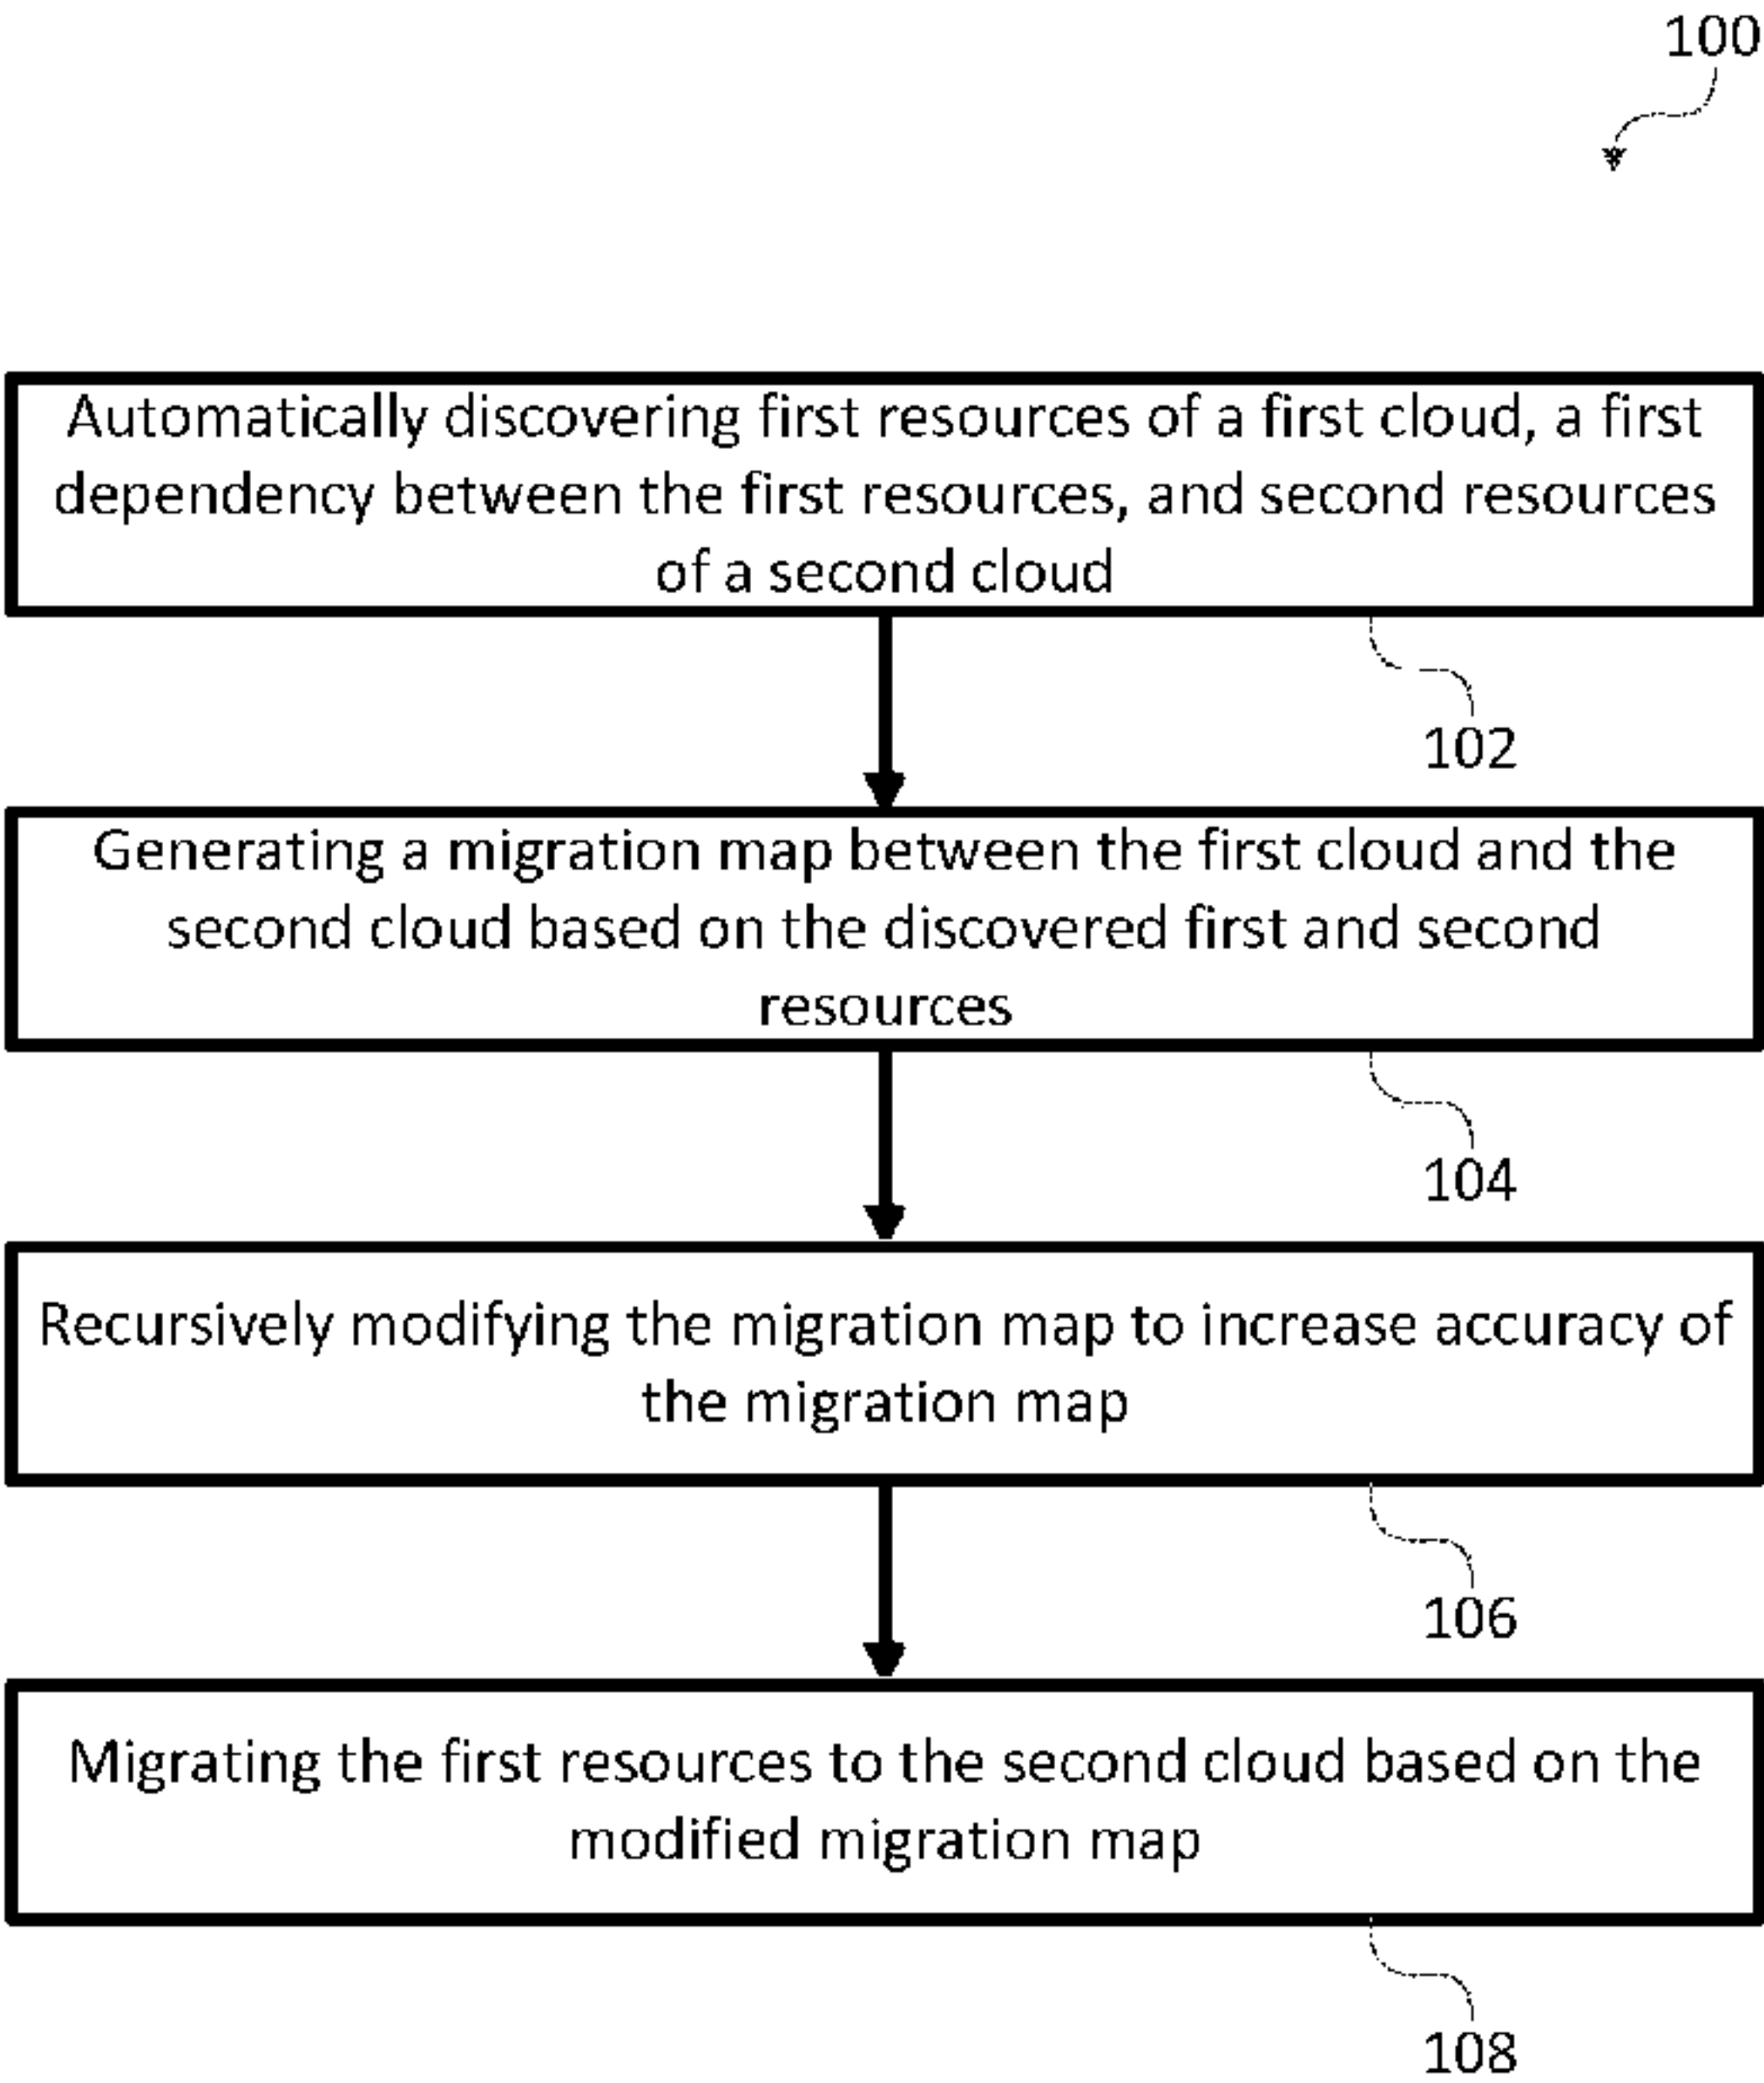 100
Automatically discovering first resources of a first cloud, a first
dependency between the first resources, and second resources
of a second cloud
102
Generating a migration map between the first cloud and the
second cloud based on the discovered first and second
resources
104
Recursively modifying the migration map to increase accuracy of
the migration map
106
Migrating the first resources to the second cloud based on the
modified migration map
108